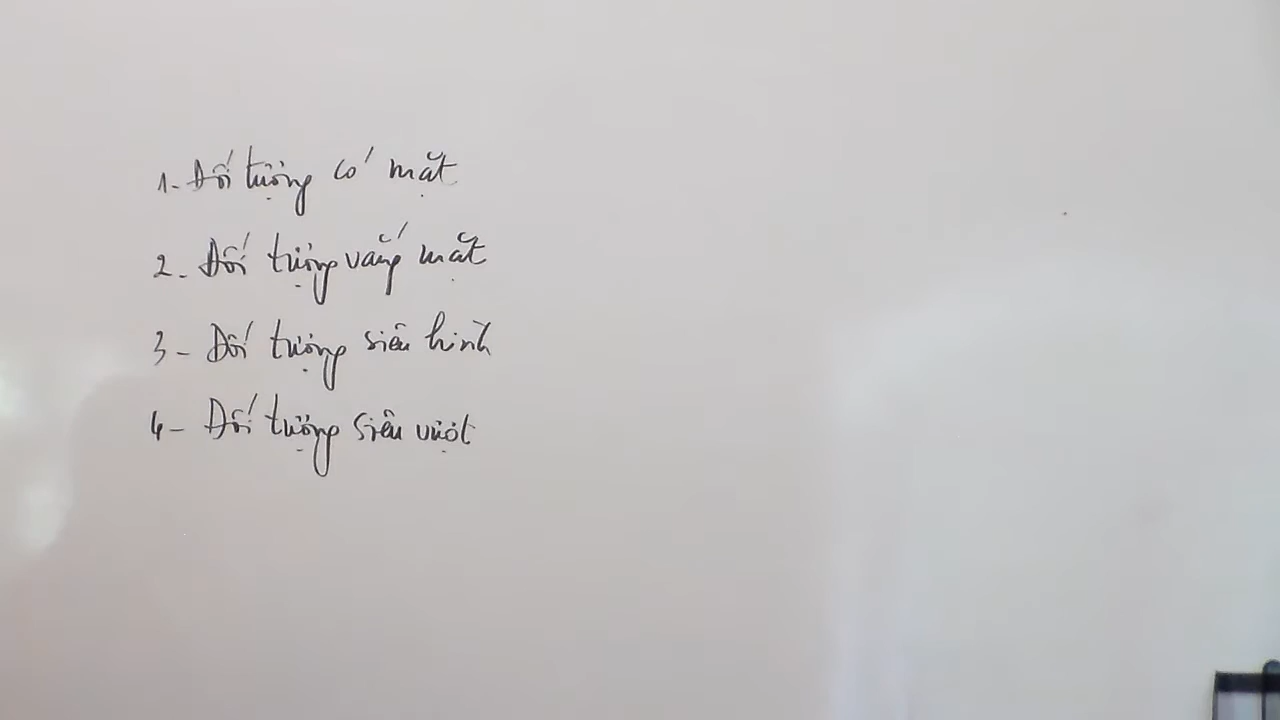 1- Đối tượng có mặt
2- Đối tượng vắng mặt
3- Đối tượng siêu hình
4- Đối tượng siêu vượt